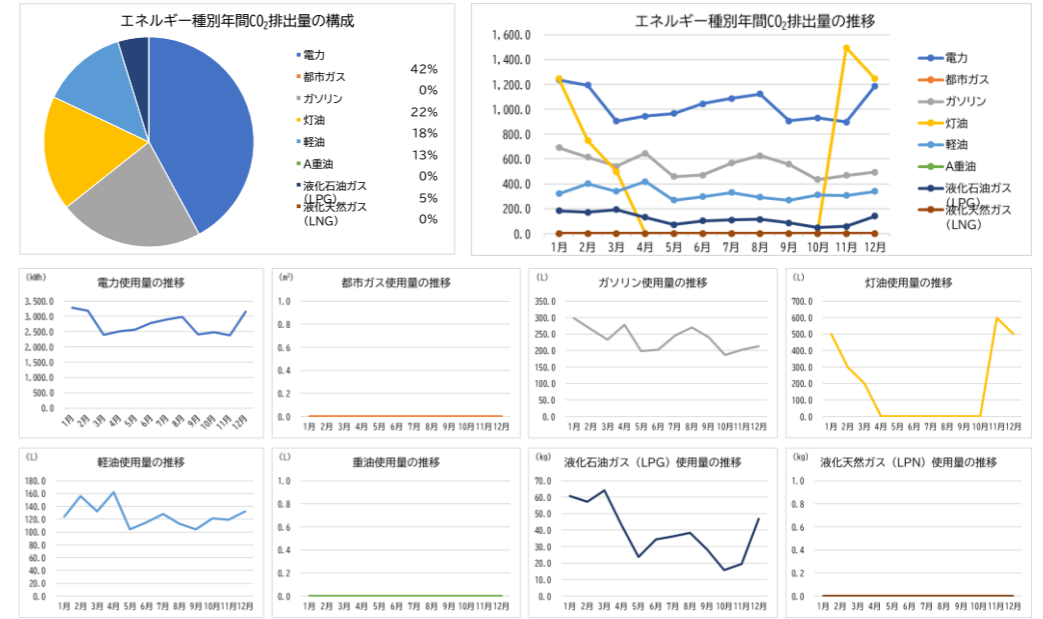 エネルギー種別年間CO₂排出量の構成
電力
42%
都市ガス
0%
ガソリン
22%
灯油
18%
軽油
13%
A重油
0%
液化石油ガス
(LPG)
5%
液化天然ガス
(LNG)
0%
エネルギー種別年間CO₂排出量の推移
1,600.0
1,400.0
1,200.0
1,000.0
800.0
600.0
400.0
200.0
0.0
1月 2月 3月 4月 5月 6月 7月 8月 9月 10月 11月 12月
電力
都市ガス
ガソリン
灯油
軽油
A重油
液化石油ガス
(LPG)
液化天然ガス
(LNG)
(kWh)
電力使用量の推移
3,500.0
3,000.0
2,500.0
2,000.0
1,500.0
1,000.0
500.0
0.0
1月 2月 3月 4月 5月 6月 7月 8月 9月 10月 11月 12月
(m³)
都市ガス使用量の推移
1.0
0.8
0.6
0.4
0.2
0.0
1月 2月 3月 4月 5月 6月 7月 8月 9月 10月 11月 12月
(L)
ガソリン使用量の推移
350.0
300.0
250.0
200.0
150.0
100.0
50.0
0.0
1月 2月 3月 4月 5月 6月 7月 8月 9月 10月 11月 12月
(L)
灯油使用量の推移
700.0
600.0
500.0
400.0
300.0
200.0
100.0
0.0
1月 2月 3月 4月 5月 6月 7月 8月 9月 10月 11月 12月
(L)
軽油使用量の推移
180.0
160.0
140.0
120.0
100.0
80.0
60.0
40.0
20.0
0.0
1月 2月 3月 4月 5月 6月 7月 8月 9月 10月 11月 12月
(L)
重油使用量の推移
1.0
0.8
0.6
0.4
0.2
0.0
1月 2月 3月 4月 5月 6月 7月 8月 9月 10月 11月 12月
(kg)
液化石油ガス（LPG）使用量の推移
70.0
60.0
50.0
40.0
30.0
20.0
10.0
0.0
1月 2月 3月 4月 5月 6月 7月 8月 9月 10月 11月 12月
(kg)
液化天然ガス（LPN）使用量の推移
1.0
0.8
0.6
0.4
0.2
0.0
1月 2月 3月 4月 5月 6月 7月 8月 9月 10月 11月 12月